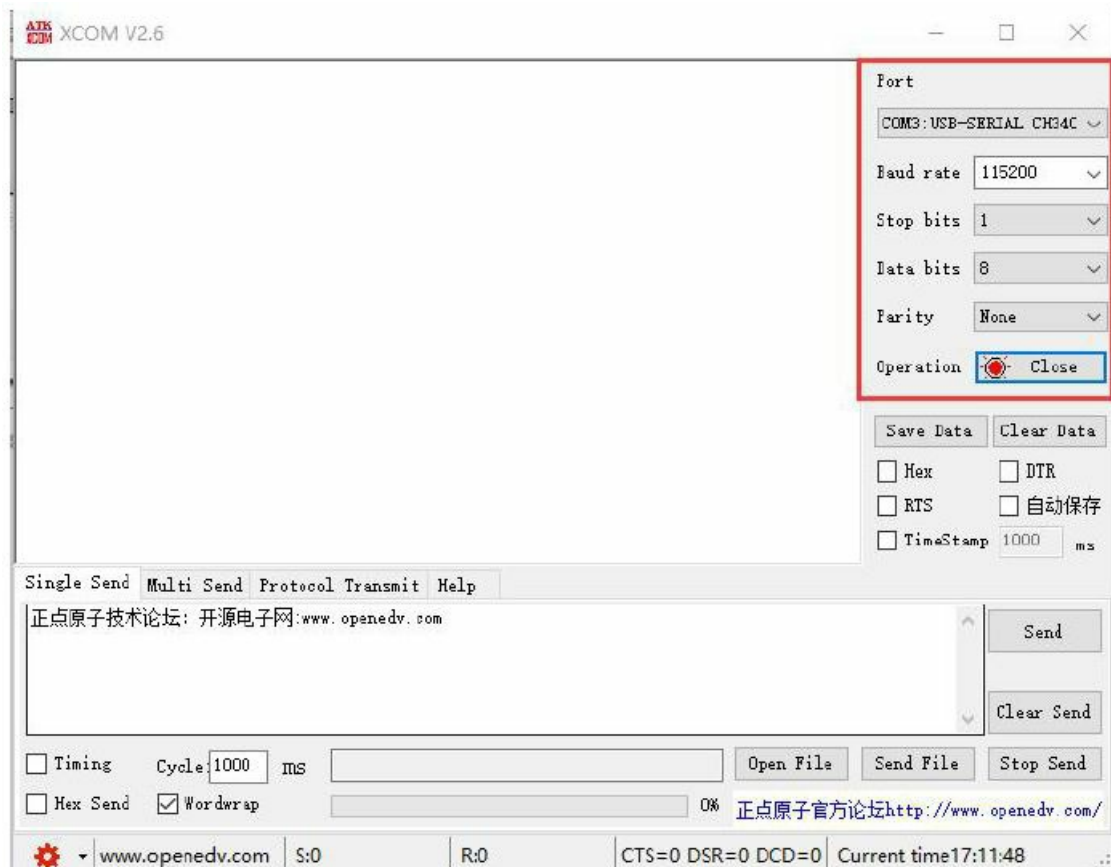 ATK
XCOM
XCOM V2.6
Port
COM3:USB-SERIAL CH34C
Baud rate 115200
Stop bits 1
Data bits 8
Parity None
Operation Close
Save Data Clear Data
Hex DTR
RTS 自动保存
TimeStamp 1000 ms
Single Send Multi Send Protocol Transmit Help
正点原子技术论坛：开源电子网:www.openedv.com
Send
Clear Send
Timing Cycle:1000 ms Open File Send File Stop Send
Hex Send Wordwrap 0% 正点原子官方论坛http://www.openedv.com/
www.openedv.com S:0 R:0 CTS=0 DSR=0 DCD=0 Current time17:11:48